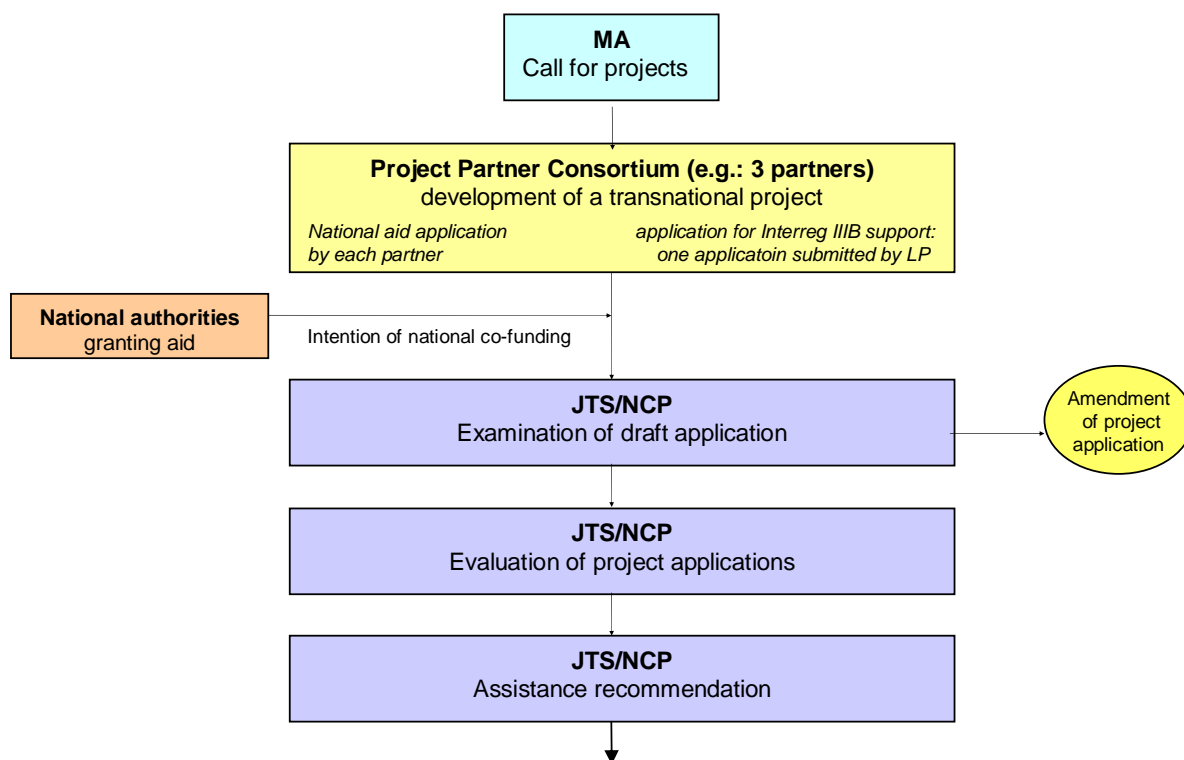 MA
Call for projects
Project Partner Consortium (e.g.: 3 partners)
development of a transnational project
National aid application
by each partner
application for Interreg IIIB support:
one applicatoin submitted by LP
National authorities
granting aid
Intention of national co-funding
JTS/NCP
Examination of draft application
Amendment
of project
application
JTS/NCP
Evaluation of project applications
JTS/NCP
Assistance recommendation